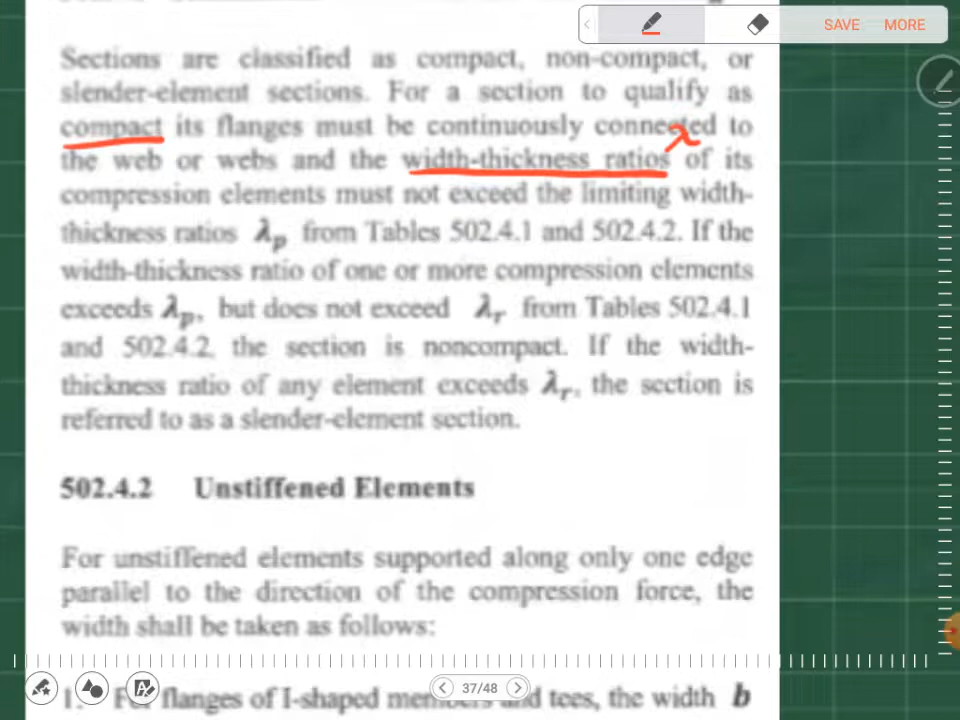 SAVE MORE
Sections are classified as compact, non-compact, or
slender-element sections. For a section to qualify as
compact its flanges must be continuously connected to
λ
the web or webs and the width-thickness ratios of its
compression elements must not exceed the limiting width-
thickness ratios λp from Tables 502.4.1 and 502.4.2. If the
width-thickness ratio of one or more compression elements
exceeds λp, but does not exceed λr from Tables 502.4.1
and 502.4.2, the section is noncompact. If the width-
thickness ratio of any element exceeds λr, the section is
referred to as a slender-element section.
502.4.2 Unstiffened Elements
For unstiffened elements supported along only one edge
parallel to the direction of the compression force, the
width shall be taken as follows:
37/48
1. For flanges of I-shaped members and tees, the width b